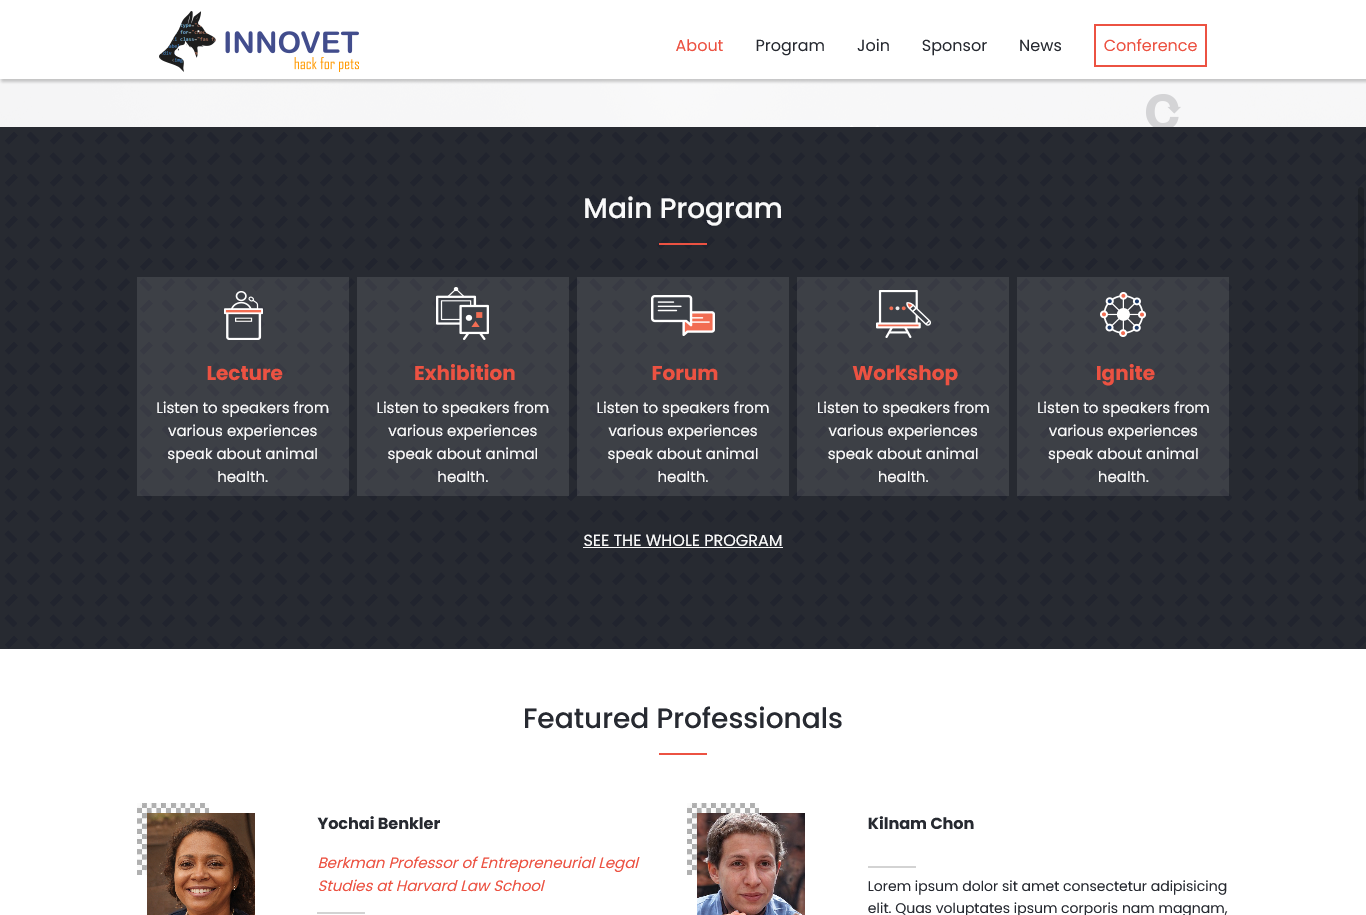 INNOVET
hack for pets
About
Program
Join
Sponsor
News
Conference
Main Program
Lecture
Listen to speakers from
various experiences
speak about animal
health.
Exhibition
Listen to speakers from
various experiences
speak about animal
health.
Forum
Listen to speakers from
various experiences
speak about animal
health.
Workshop
Listen to speakers from
various experiences
speak about animal
health.
Ignite
Listen to speakers from
various experiences
speak about animal
health.
SEE THE WHOLE PROGRAM
Featured Professionals
Yochai Benkler
Berkman Professor of Entrepreneurial Legal
Studies at Harvard Law School
Kilnam Chon
Lorem ipsum dolor sit amet consectetur adipisicing
elit. Quas voluptates ipsum corporis nam magnam,